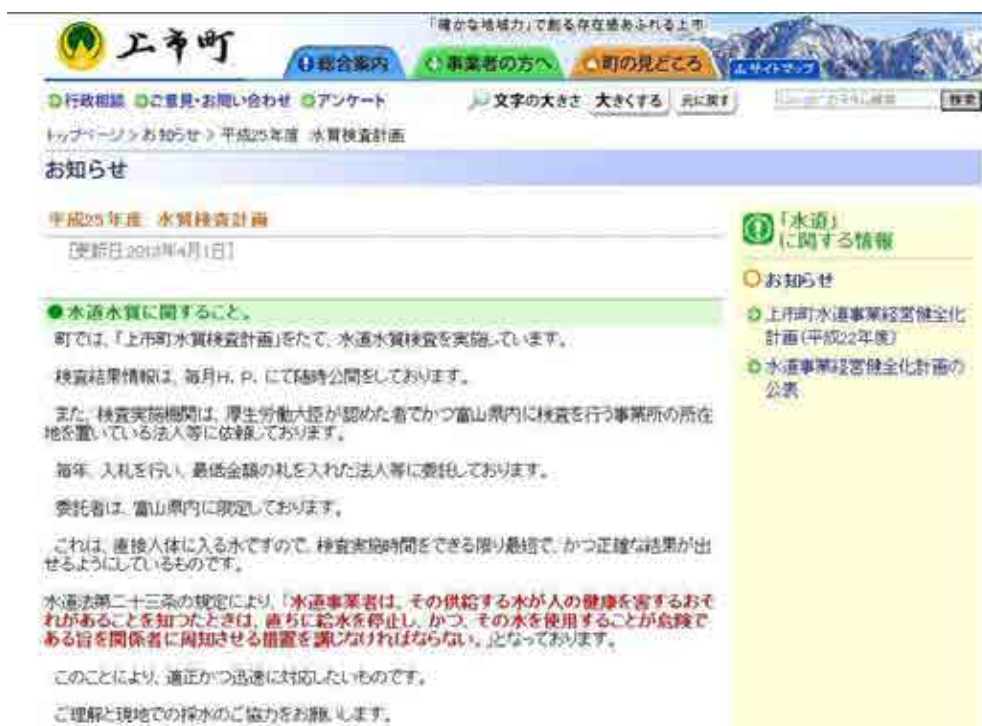 上市町
「確かな地域力」で創る存在感あふれる上市
総合案内
事業者の方へ
町の見どころ
サイトマップ
行政相談 ご意見・お問い合わせ アンケート
文字の大きさ 大きくする 元に戻す
検索
トップページ > お知らせ > 平成25年度 水質検査計画
お知らせ
平成25年度 水質検査計画
[更新日:2013年4月1日]
●水道水質に関すること。
町では、「上市町水質検査計画」をたて、水道水質検査を実施しています。
検査結果情報は、毎月H.P.にて随時公開をしております。
また、検査実施機関は、厚生労働大臣が認めた者でかつ富山県内に検査を行う事業所の所在
地を置いている法人等に依頼しております。
毎年、入札を行い、最低金額の札を入れた法人等に委託しております。
委託者は、富山県内に限定しております。
これは、直接人体に入る水ですので、検査実施時間をできる限り最短で、かつ正確な結果が出
せるようにしているものです。
水道法第二十三条の規定により、「水道事業者は、その供給する水が人の健康を害するおそ
れがあることを知つたときは、直ちに給水を停止し、かつ、その水を使用することが危険で
ある旨を関係者に周知させる措置を講じなければならない。」となっております。
このことにより、適正かつ迅速に対応したいものです。
ご理解と現地での採水のご協力をお願いします。
「水道」
に関する情報
お知らせ
上市町水道事業経営健全化
計画(平成22年度)
水道事業経営健全化計画の
公表